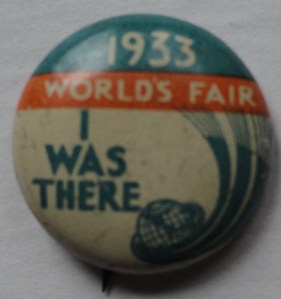 1933
WORLD'S FAIR
I
WAS
THERE